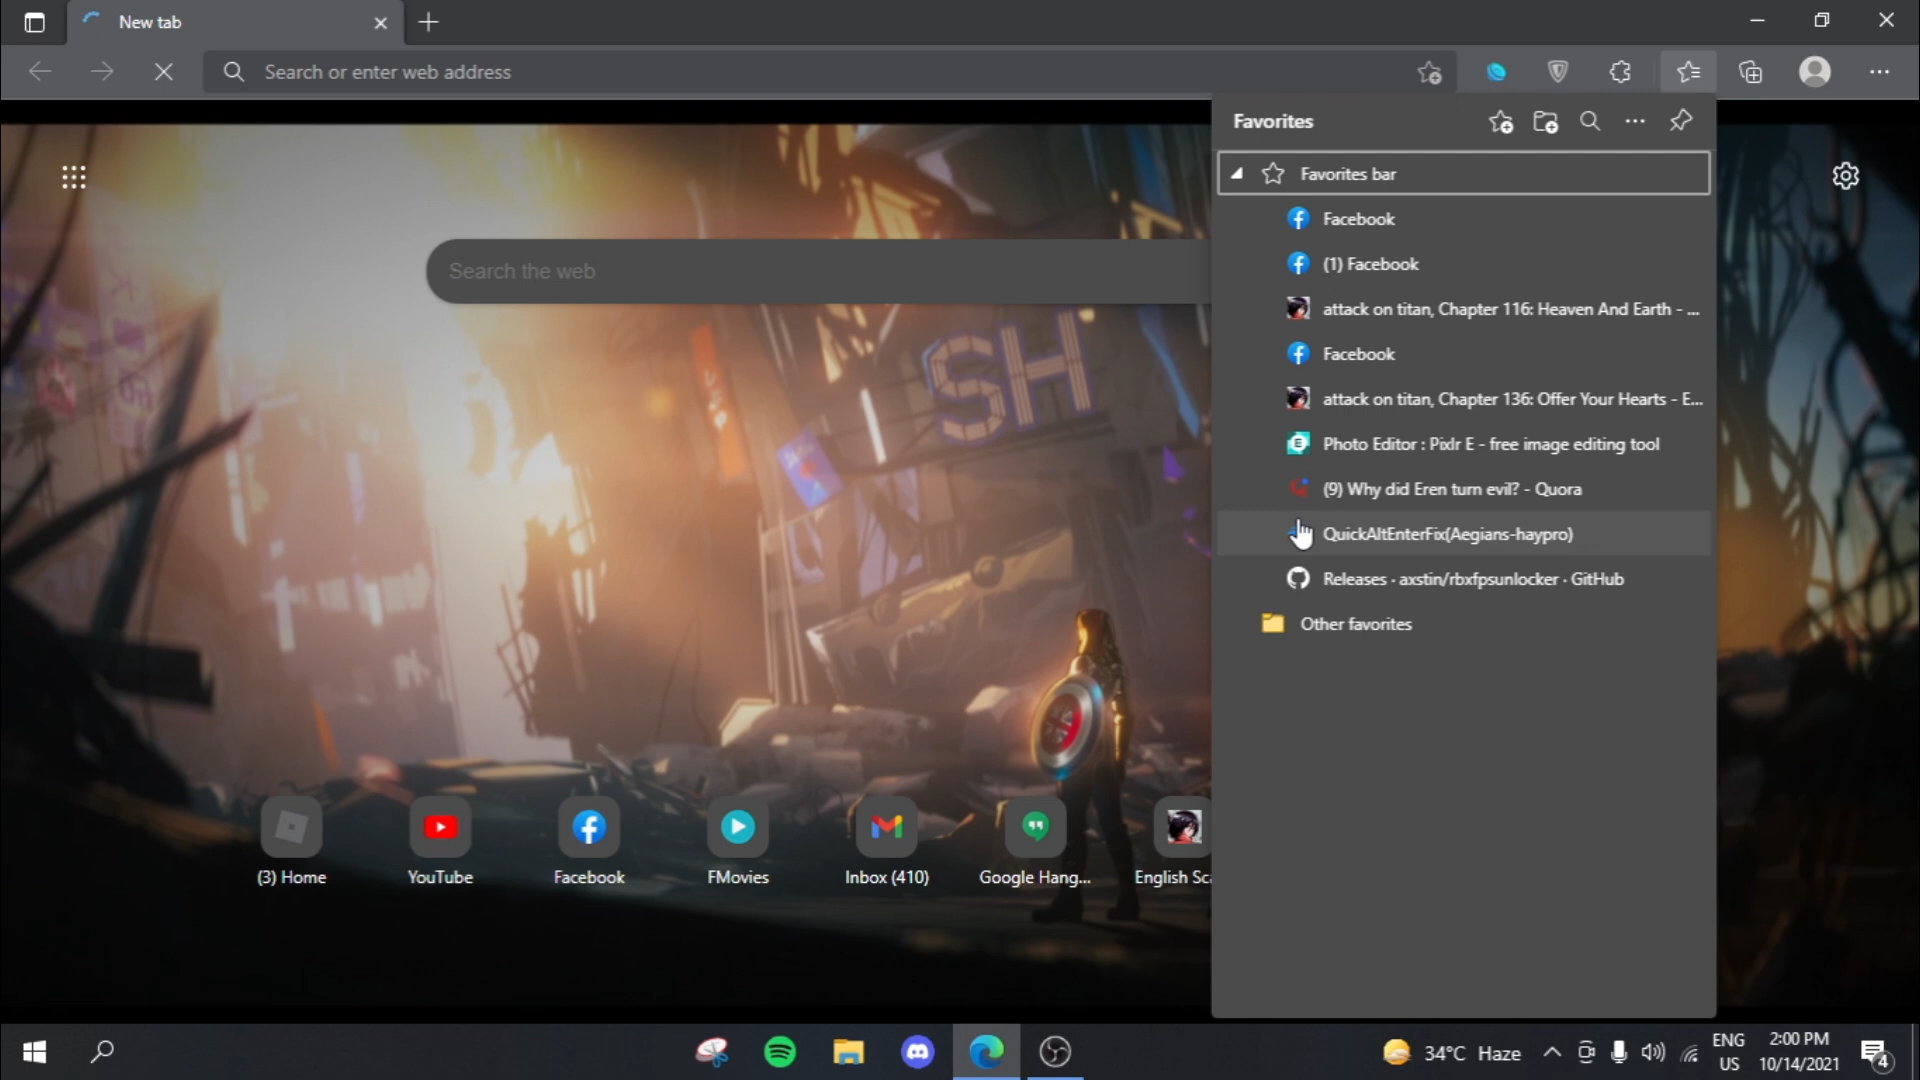 New tab
Search or enter web address
Favorites
Favorites bar
Facebook
(1) Facebook
attack on titan, Chapter 116: Heaven And Earth - ...
Facebook
attack on titan, Chapter 136: Offer Your Hearts - E...
Photo Editor : Pixlr E - free image editing tool
(9) Why did Eren turn evil? - Quora
QuickAltEnterFix(Aegians-haypro)
Releases · axstin/rbxfpsunlocker · GitHub
Other favorites
Search the web
SH
(3) Home
YouTube
Facebook
FMovies
Inbox (410)
Google Hang...
English Sc
34°C Haze
ENG
US
2:00 PM
10/14/2021
4